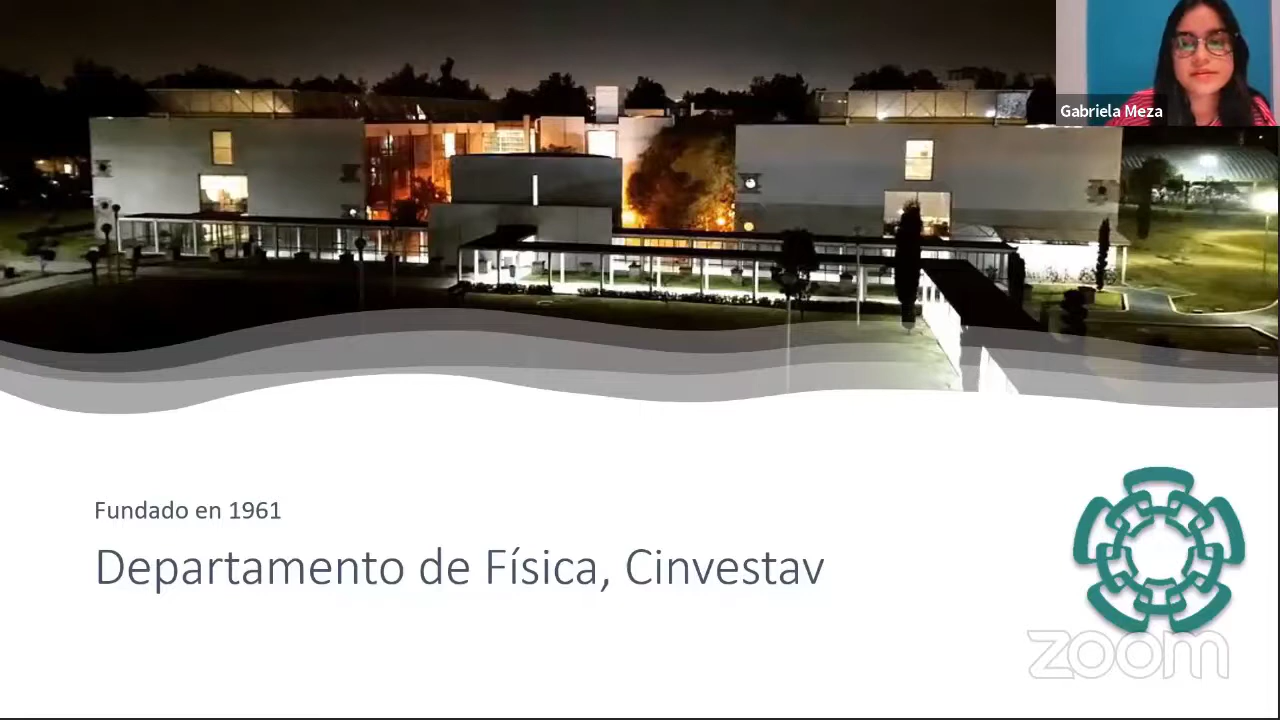 Gabriela Meza
Fundado en 1961
Departamento de Física, Cinvestav
zoom